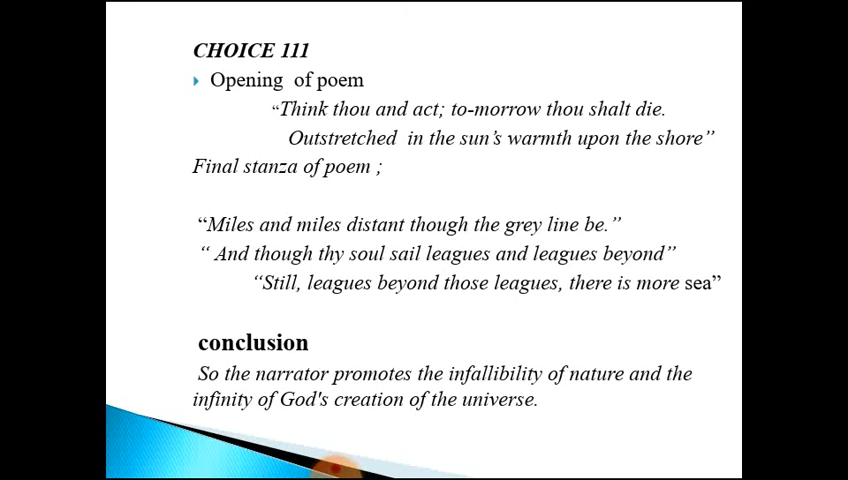 CHOICE 111
Opening of poem
“Think thou and act; to-morrow thou shalt die.
Outstretched in the sun’s warmth upon the shore”
Final stanza of poem ;
“Miles and miles distant though the grey line be.”
“ And though thy soul sail leagues and leagues beyond”
“Still, leagues beyond those leagues, there is more sea”
conclusion
So the narrator promotes the infallibility of nature and the
infinity of God's creation of the universe.